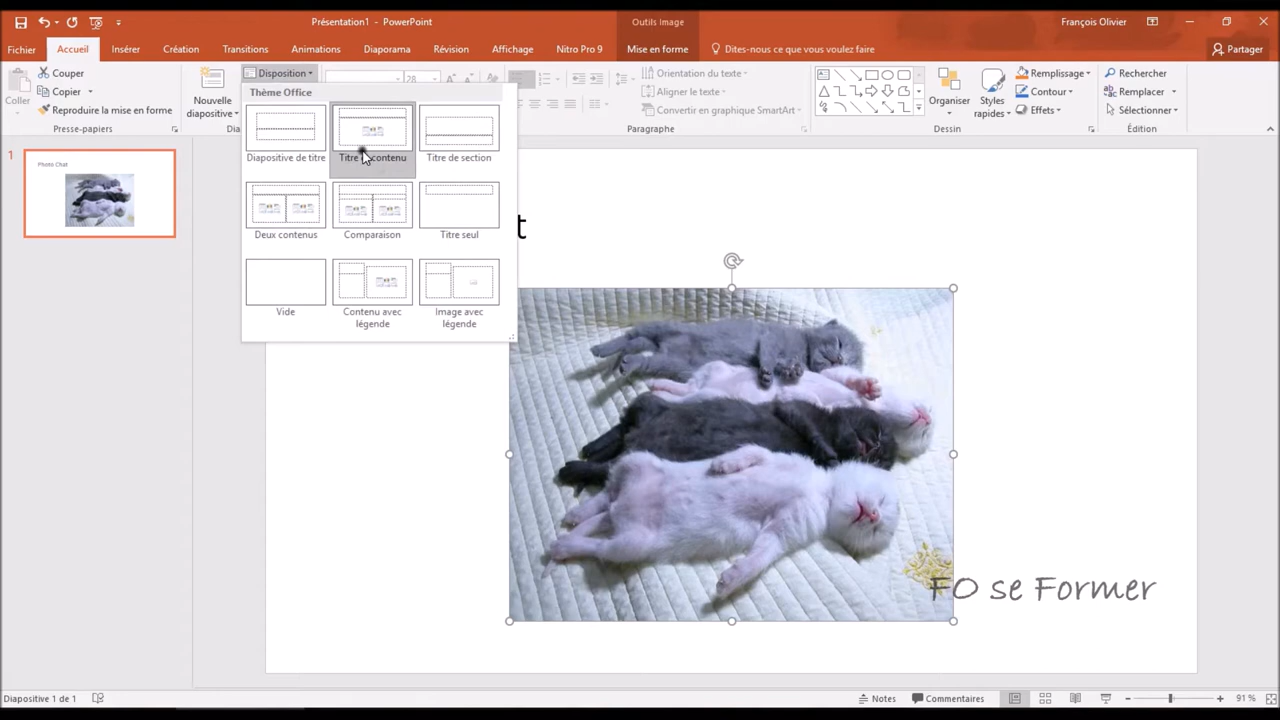 Présentation1 - PowerPoint
Outils Image
François Olivier
Fichier
Accueil
Insérer
Création
Transitions
Animations
Diaporama
Révision
Affichage
Nitro Pro 9
Mise en forme
Dites-nous ce que vous voulez faire
Partager
Coller
Couper
Copier
Reproduire la mise en forme
Presse-papiers
Nouvelle
diapositive
Disposition
28
Orientation du texte
Aligner le texte
Convertir en graphique SmartArt
Paragraphe
Organiser
Styles
rapides
Remplissage
Contour
Effets
Dessin
Rechercher
Remplacer
Sélectionner
Édition
Thème Office
Diapositive de titre
Titre contenu
Titre de section
Deux contenus
Comparaison
Titre seul
Vide
Contenu avec
légende
Image avec
légende
1
Photo Chat
t
FO se Former
Diapositive 1 de 1
Notes
Commentaires
91 %